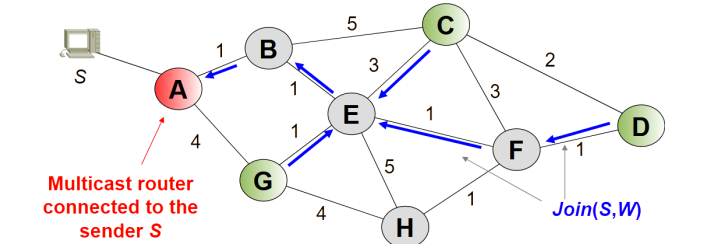 5
C
B
1
3
2
S
A
1
3
E
1
D
4
1
F
1
G
5
Multicast router
connected to the
sender S
4
H
1
Join(S,W)